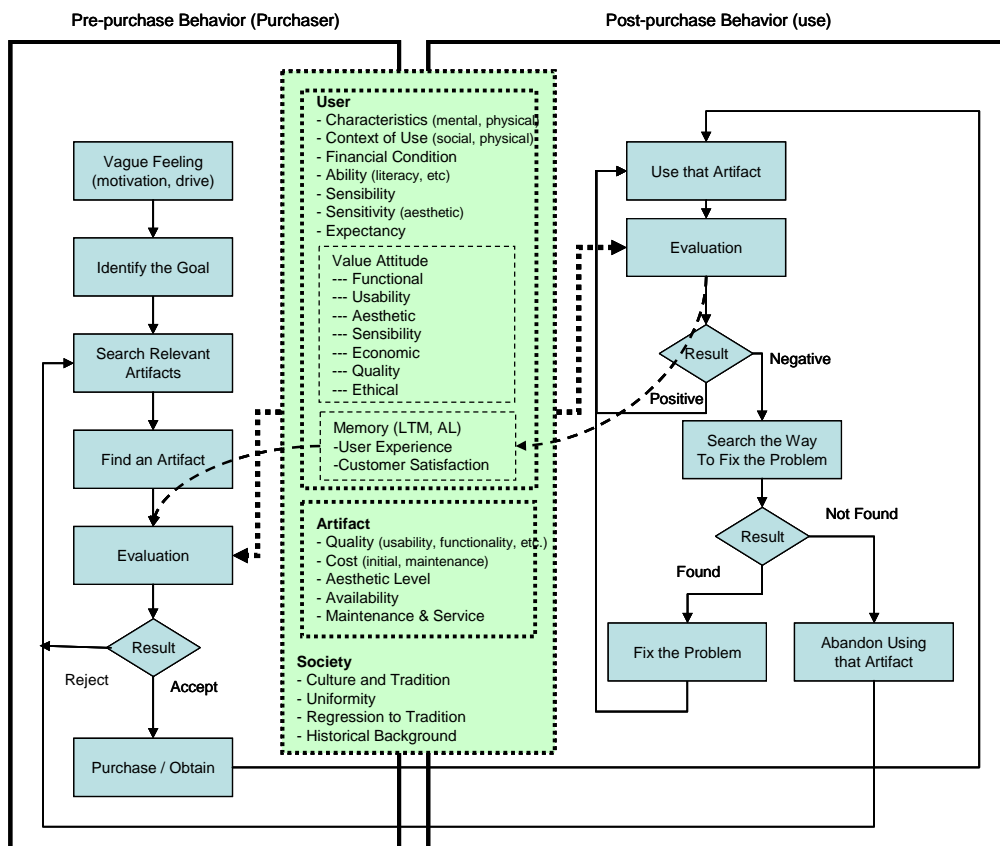 Pre-purchase Behavior (Purchaser)
Post-purchase Behavior (use)
Vague Feeling
(motivation, drive)
Identify the Goal
Search Relevant
Artifacts
Find an Artifact
Evaluation
Result
Reject
Accept
Purchase / Obtain
User
- Characteristics (mental, physical)
- Context of Use (social, physical)
- Financial Condition
- Ability (literacy, etc)
- Sensibility
- Sensitivity (aesthetic)
- Expectancy
Value Attitude
--- Functional
--- Usability
--- Aesthetic
--- Sensibility
--- Economic
--- Quality
--- Ethical
Memory (LTM, AL)
-User Experience
-Customer Satisfaction
Artifact
- Quality (usability, functionality, etc.)
- Cost (initial, maintenance)
- Aesthetic Level
- Availability
- Maintenance & Service
Society
- Culture and Tradition
- Uniformity
- Regression to Tradition
- Historical Background
Use that Artifact
Evaluation
Result
Negative
Positive
Search the Way
To Fix the Problem
Result
Not Found
Found
Fix the Problem
Abandon Using
that Artifact